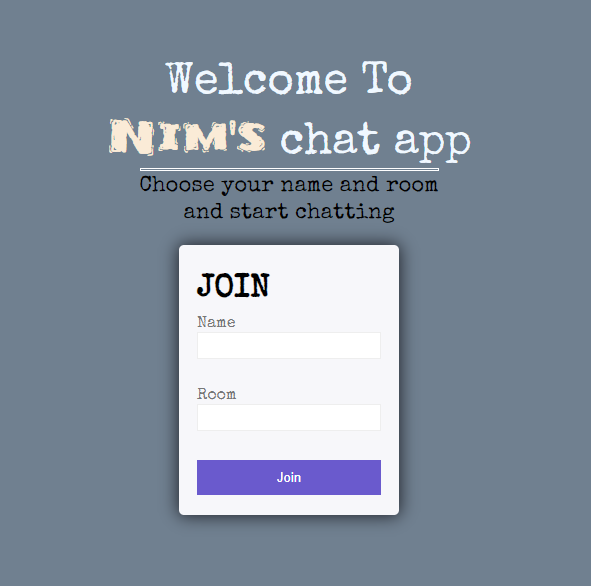 Welcome To
Nim's chat app
Choose your name and room
and start chatting
JOIN
Name
Room
Join